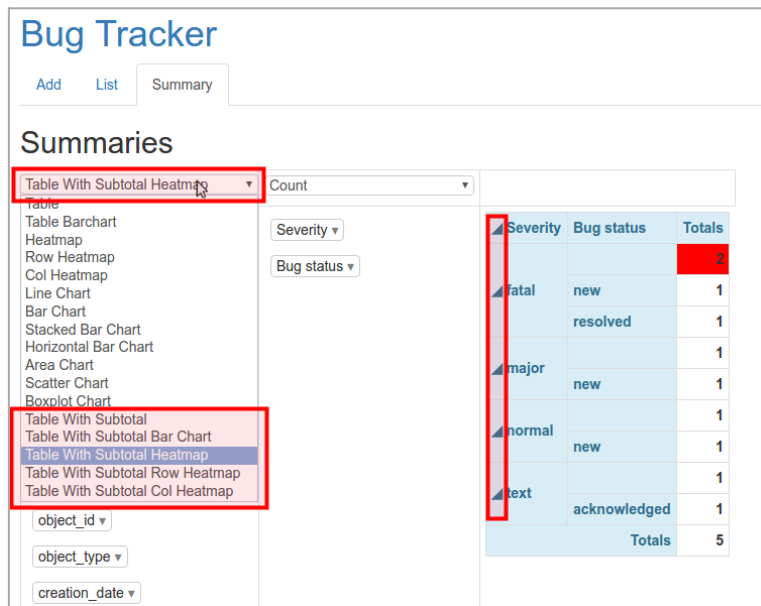 Bug Tracker
Add List Summary
Summaries
Table With Subtotal Heatmap Count
Table
Table Barchart
Heatmap
Row Heatmap
Col Heatmap
Line Chart
Bar Chart
Stacked Bar Chart
Horizontal Bar Chart
Area Chart
Scatter Chart
Boxplot Chart
Table With Subtotal
Table With Subtotal Bar Chart
Table With Subtotal Heatmap
Table With Subtotal Row Heatmap
Table With Subtotal Col Heatmap
object_id
object_type
creation_date
Severity
Bug status
Severity Bug status Totals
2
fatal new 1
resolved 1
1
major new 1
1
normal new 1
1
text acknowledged 1
Totals 5